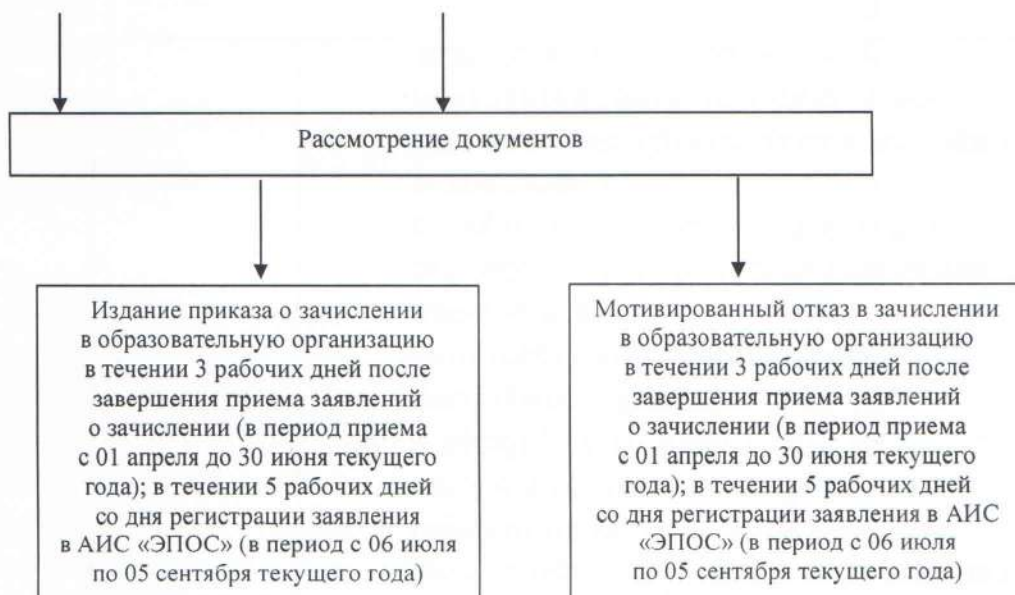 Рассмотрение документов
Издание приказа о зачислении
в образовательную организацию
в течении 3 рабочих дней после
завершения приема заявлений
о зачислении (в период приема
с 01 апреля до 30 июня текущего
года); в течении 5 рабочих дней
со дня регистрации заявления
в АИС «ЭПОС» (в период с 06 июля
по 05 сентября текущего года)
Мотивированный отказ в зачислении
в образовательную организацию
в течении 3 рабочих дней после
завершения приема заявлений
о зачислении (в период приема
с 01 апреля до 30 июня текущего
года); в течении 5 рабочих дней
со дня регистрации заявления в АИС
«ЭПОС» (в период с 06 июля
по 05 сентября текущего года)